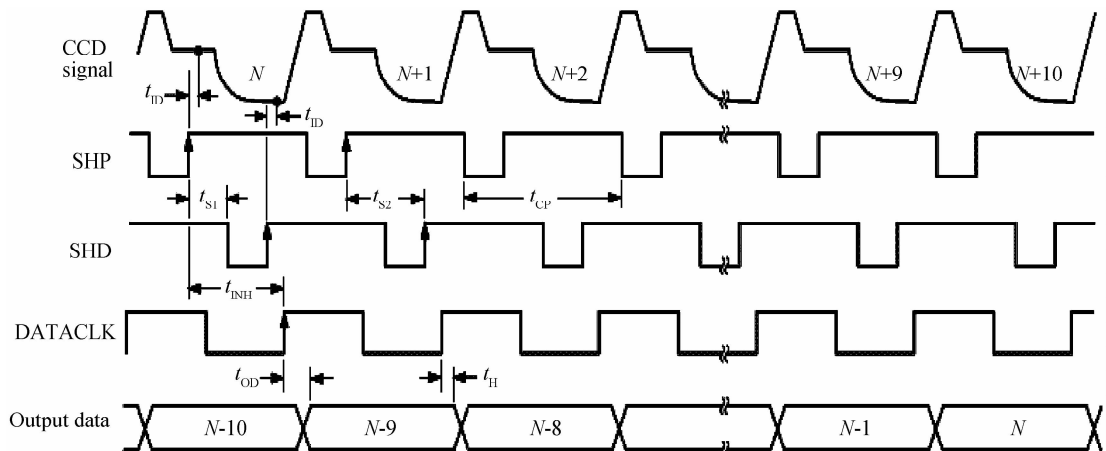 CCD
signal
N
N+1
N+2
N+9
N+10
tID
tID
SHP
tS1
tS2
tCP
SHD
tINH
DATACLK
tOD
tH
Output data
N-10
N-9
N-8
N-1
N